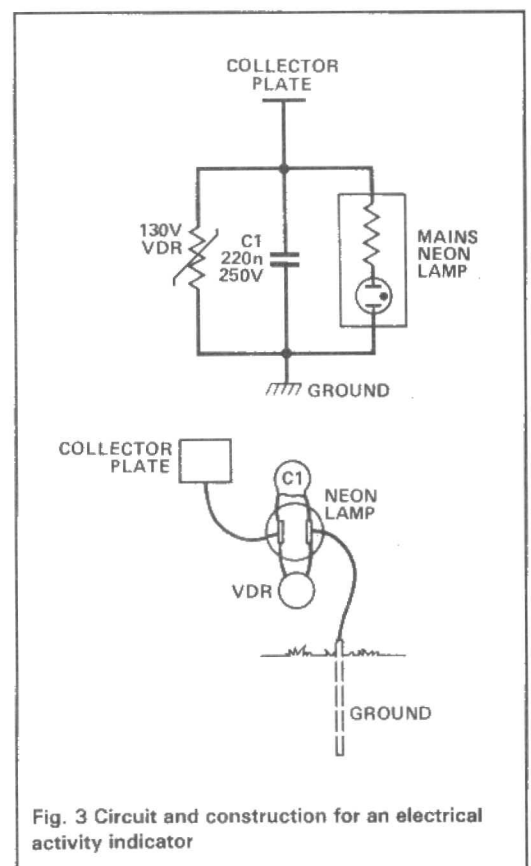 COLLECTOR
PLATE
130V
VDR
C1
220n
250V
MAINS
NEON
LAMP
GROUND
COLLECTOR
PLATE
C1
NEON
LAMP
VDR
GROUND
Fig. 3 Circuit and construction for an electrical
activity indicator